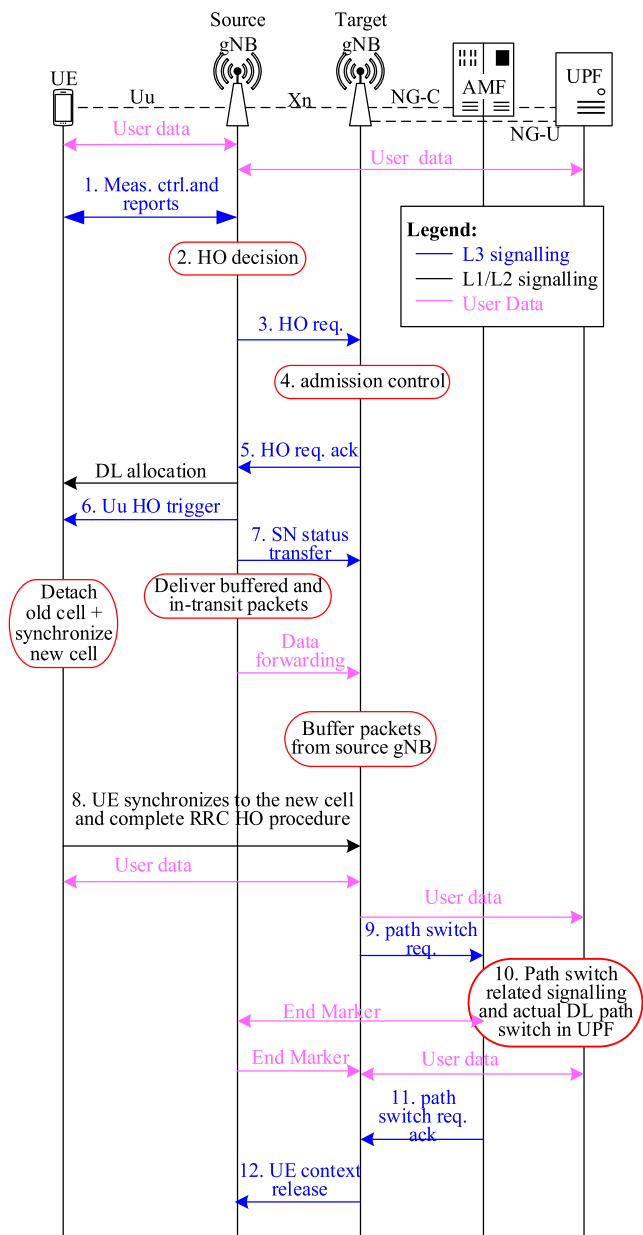 Source
gNB
Target
gNB
UE
AMF
UPF
Uu
Xn
NG-C
NG-U
User data
User data
1. Meas. ctrl.and
reports
Legend:
L3 signalling
L1/L2 signalling
User Data
2. HO decision
3. HO req.
4. admission control
5. HO req. ack
DL allocation
6. Uu HO trigger
7. SN status
transfer
Detach
old cell +
synchronize
new cell
Deliver buffered and
in-transit packets
Data
forwarding
Buffer packets
from source gNB
8. UE synchronizes to the new cell
and complete RRC HO procedure
User data
User data
9. path switch
req.
10. Path switch
related signalling
and actual DL path
switch in UPF
End Marker
End Marker
User data
11. path
switch req.
ack
12. UE context
release